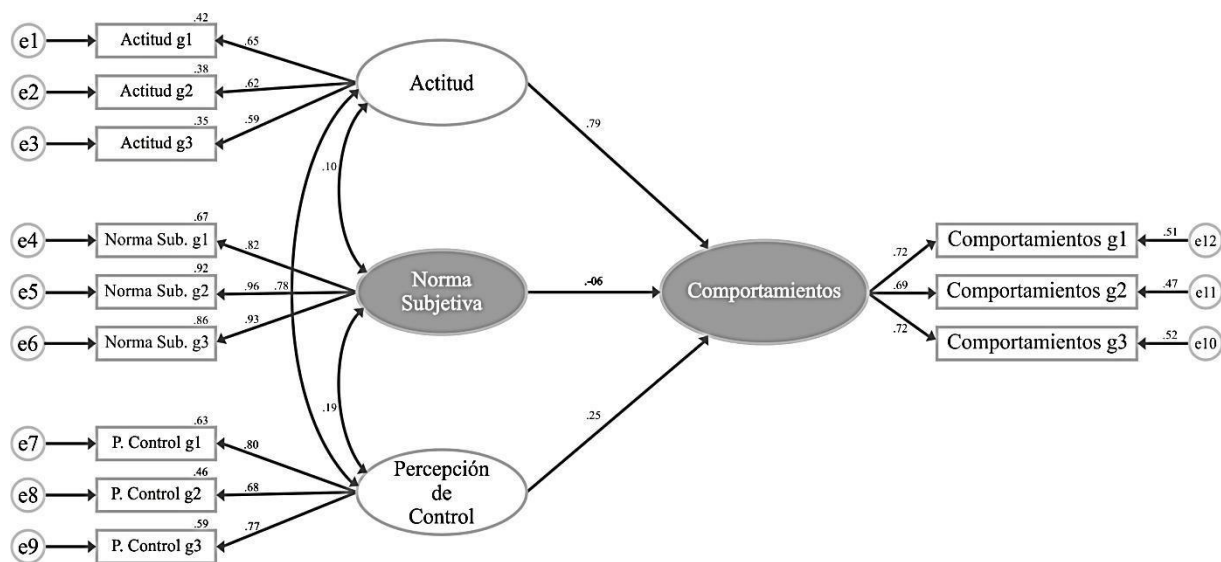 e1
.42
Actitud g1
.65
e2
.38
Actitud g2
.62
e3
.35
Actitud g3
.59
Actitud
.79
.10
e4
.67
Norma Sub. g1
.82
e5
.92
Norma Sub. g2
.96
.78
e6
.86
Norma Sub. g3
.93
Norma
Subjetiva
.-06
Comportamientos
.72
Comportamientos g1
.51
e12
.69
Comportamientos g2
.47
e11
.72
Comportamientos g3
.52
e10
.19
.25
e7
.63
P. Control g1
.80
e8
.46
P. Control g2
.68
e9
.59
P. Control g3
.77
Percepción
de
Control